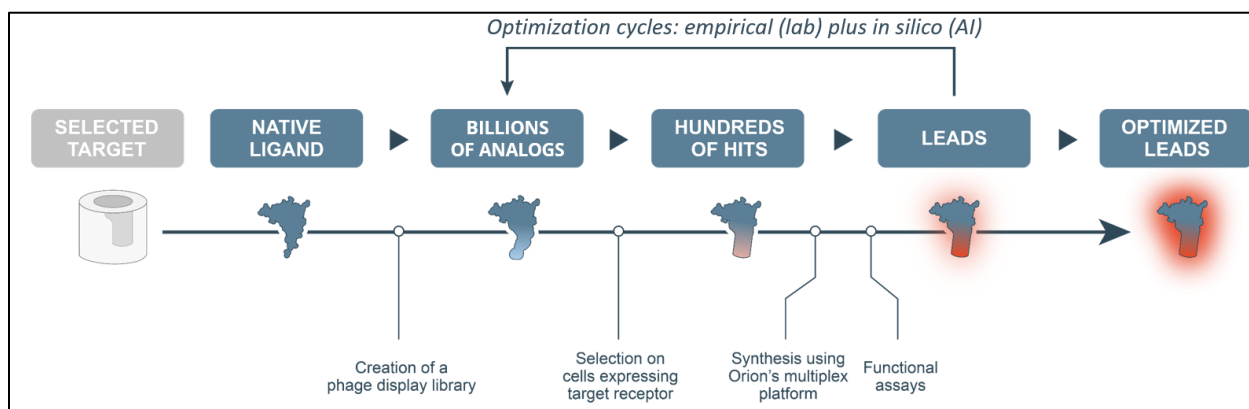 Optimization cycles: empirical (lab) plus in silico (AI)
SELECTED
TARGET
NATIVE
LIGAND
BILLIONS
OF ANALOGS
HUNDREDS
OF HITS
LEADS
OPTIMIZED
LEADS
Creation of a
phage display library
Selection on
cells expressing
target receptor
Synthesis using
Orion's multiplex
platform
Functional
assays